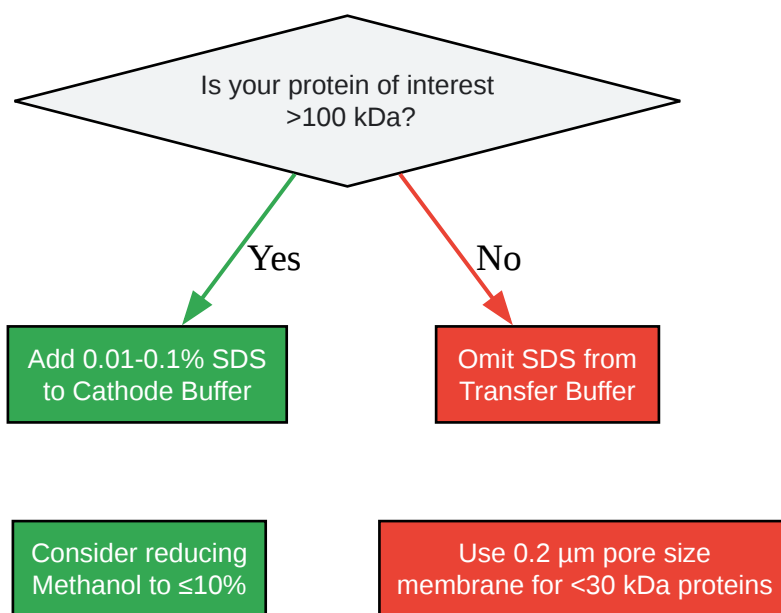 Is your protein of interest
>100 kDa?
Yes
No
Add 0.01-0.1% SDS
to Cathode Buffer
Omit SDS from
Transfer Buffer
Consider reducing
Methanol to ≤10%
Use 0.2 µm pore size
membrane for <30 kDa proteins